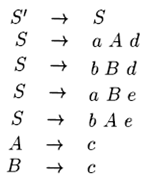 S' → S
S → a A d
S → b B d
S → a B e
S → b A e
A → c
B → c